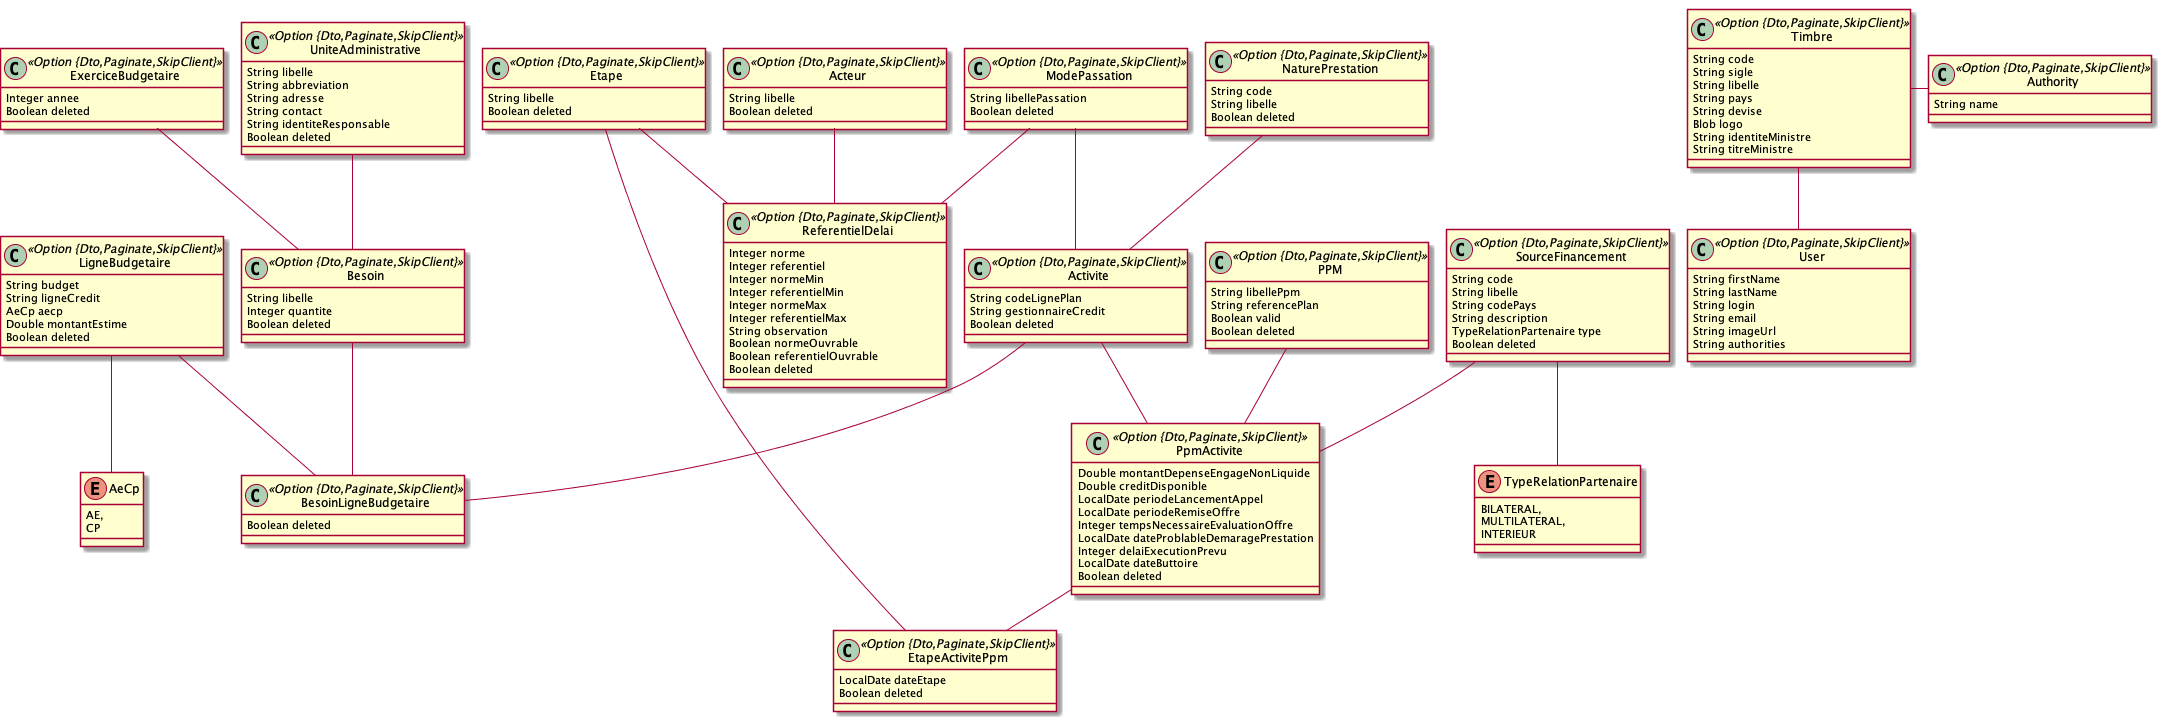 C
«Option {Dto,Paginate,SkipClient}»
ExerciceBudgetaire
Integer annee
Boolean deleted
C
«Option {Dto,Paginate,SkipClient}»
UniteAdministrative
String libelle
String abbreviation
String adresse
String contact
String identiteResponsable
Boolean deleted
C
«Option {Dto,Paginate,SkipClient}»
Etape
String libelle
Boolean deleted
C
«Option {Dto,Paginate,SkipClient}»
Acteur
String libelle
Boolean deleted
C
«Option {Dto,Paginate,SkipClient}»
ModePassation
String libellePassation
Boolean deleted
C
«Option {Dto,Paginate,SkipClient}»
NaturePrestation
String code
String libelle
Boolean deleted
C
«Option {Dto,Paginate,SkipClient}»
Timbre
String code
String sigle
String libelle
String pays
String devise
Blob logo
String identiteMinistre
String titreMinistre
C
«Option {Dto,Paginate,SkipClient}»
Authority
String name
C
«Option {Dto,Paginate,SkipClient}»
LigneBudgetaire
String budget
String ligneCredit
AeCp aecp
Double montantEstime
Boolean deleted
C
«Option {Dto,Paginate,SkipClient}»
Besoin
String libelle
Integer quantite
Boolean deleted
C
«Option {Dto,Paginate,SkipClient}»
ReferentielDelai
Integer norme
Integer referentiel
Integer normeMin
Integer referentielMin
Integer normeMax
Integer referentielMax
String observation
Boolean normeOuvrable
Boolean referentielOuvrable
Boolean deleted
C
«Option {Dto,Paginate,SkipClient}»
Activite
String codeLignePlan
String gestionnaireCredit
Boolean deleted
C
«Option {Dto,Paginate,SkipClient}»
PPM
String libellePpm
String referencePlan
Boolean valid
Boolean deleted
C
«Option {Dto,Paginate,SkipClient}»
SourceFinancement
String code
String libelle
String codePays
String description
TypeRelationPartenaire type
Boolean deleted
C
«Option {Dto,Paginate,SkipClient}»
User
String firstName
String lastName
String login
String email
String imageUrl
String authorities
E
AeCp
AE,
CP
C
«Option {Dto,Paginate,SkipClient}»
BesoinLigneBudgetaire
Boolean deleted
C
«Option {Dto,Paginate,SkipClient}»
PpmActivite
Double montantDepenseEngageNonLiquide
Double creditDisponible
LocalDate periodeLancementAppel
LocalDate periodeRemiseOffre
Integer tempsNecessaireEvaluationOffre
LocalDate dateProblableDemaragePrestation
Integer delaiExecutionPrevu
LocalDate dateButtoire
Boolean deleted
E
TypeRelationPartenaire
BILATERAL,
MULTILATERAL,
INTERIEUR
C
«Option {Dto,Paginate,SkipClient}»
EtapeActivitePpm
LocalDate dateEtape
Boolean deleted